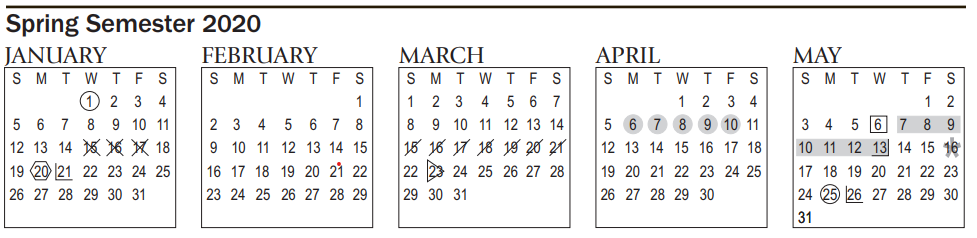 Spring Semester 2020
JANUARY
S M T W T F S
1 2 3 4
5 6 7 8 9 10 11
12 13 14 15 16 17 18
19 20 21 22 23 24 25
26 27 28 29 30 31
FEBRUARY
S M T W T F S
1
2 3 4 5 6 7 8
9 10 11 12 13 14 15
16 17 18 19 20 21 22
23 24 25 26 27 28 29
MARCH
S M T W T F S
1 2 3 4 5 6 7
8 9 10 11 12 13 14
15 16 17 18 19 20 21
22 23 24 25 26 27 28
29 30 31
APRIL
S M T W T F S
1 2 3 4
5 6 7 8 9 10 11
12 13 14 15 16 17 18
19 20 21 22 23 24 25
26 27 28 29 30
MAY
S M T W T F S
1 2
3 4 5 6 7 8 9
10 11 12 13 14 15 16
17 18 19 20 21 22 23
24 25 26 27 28 29 30
31